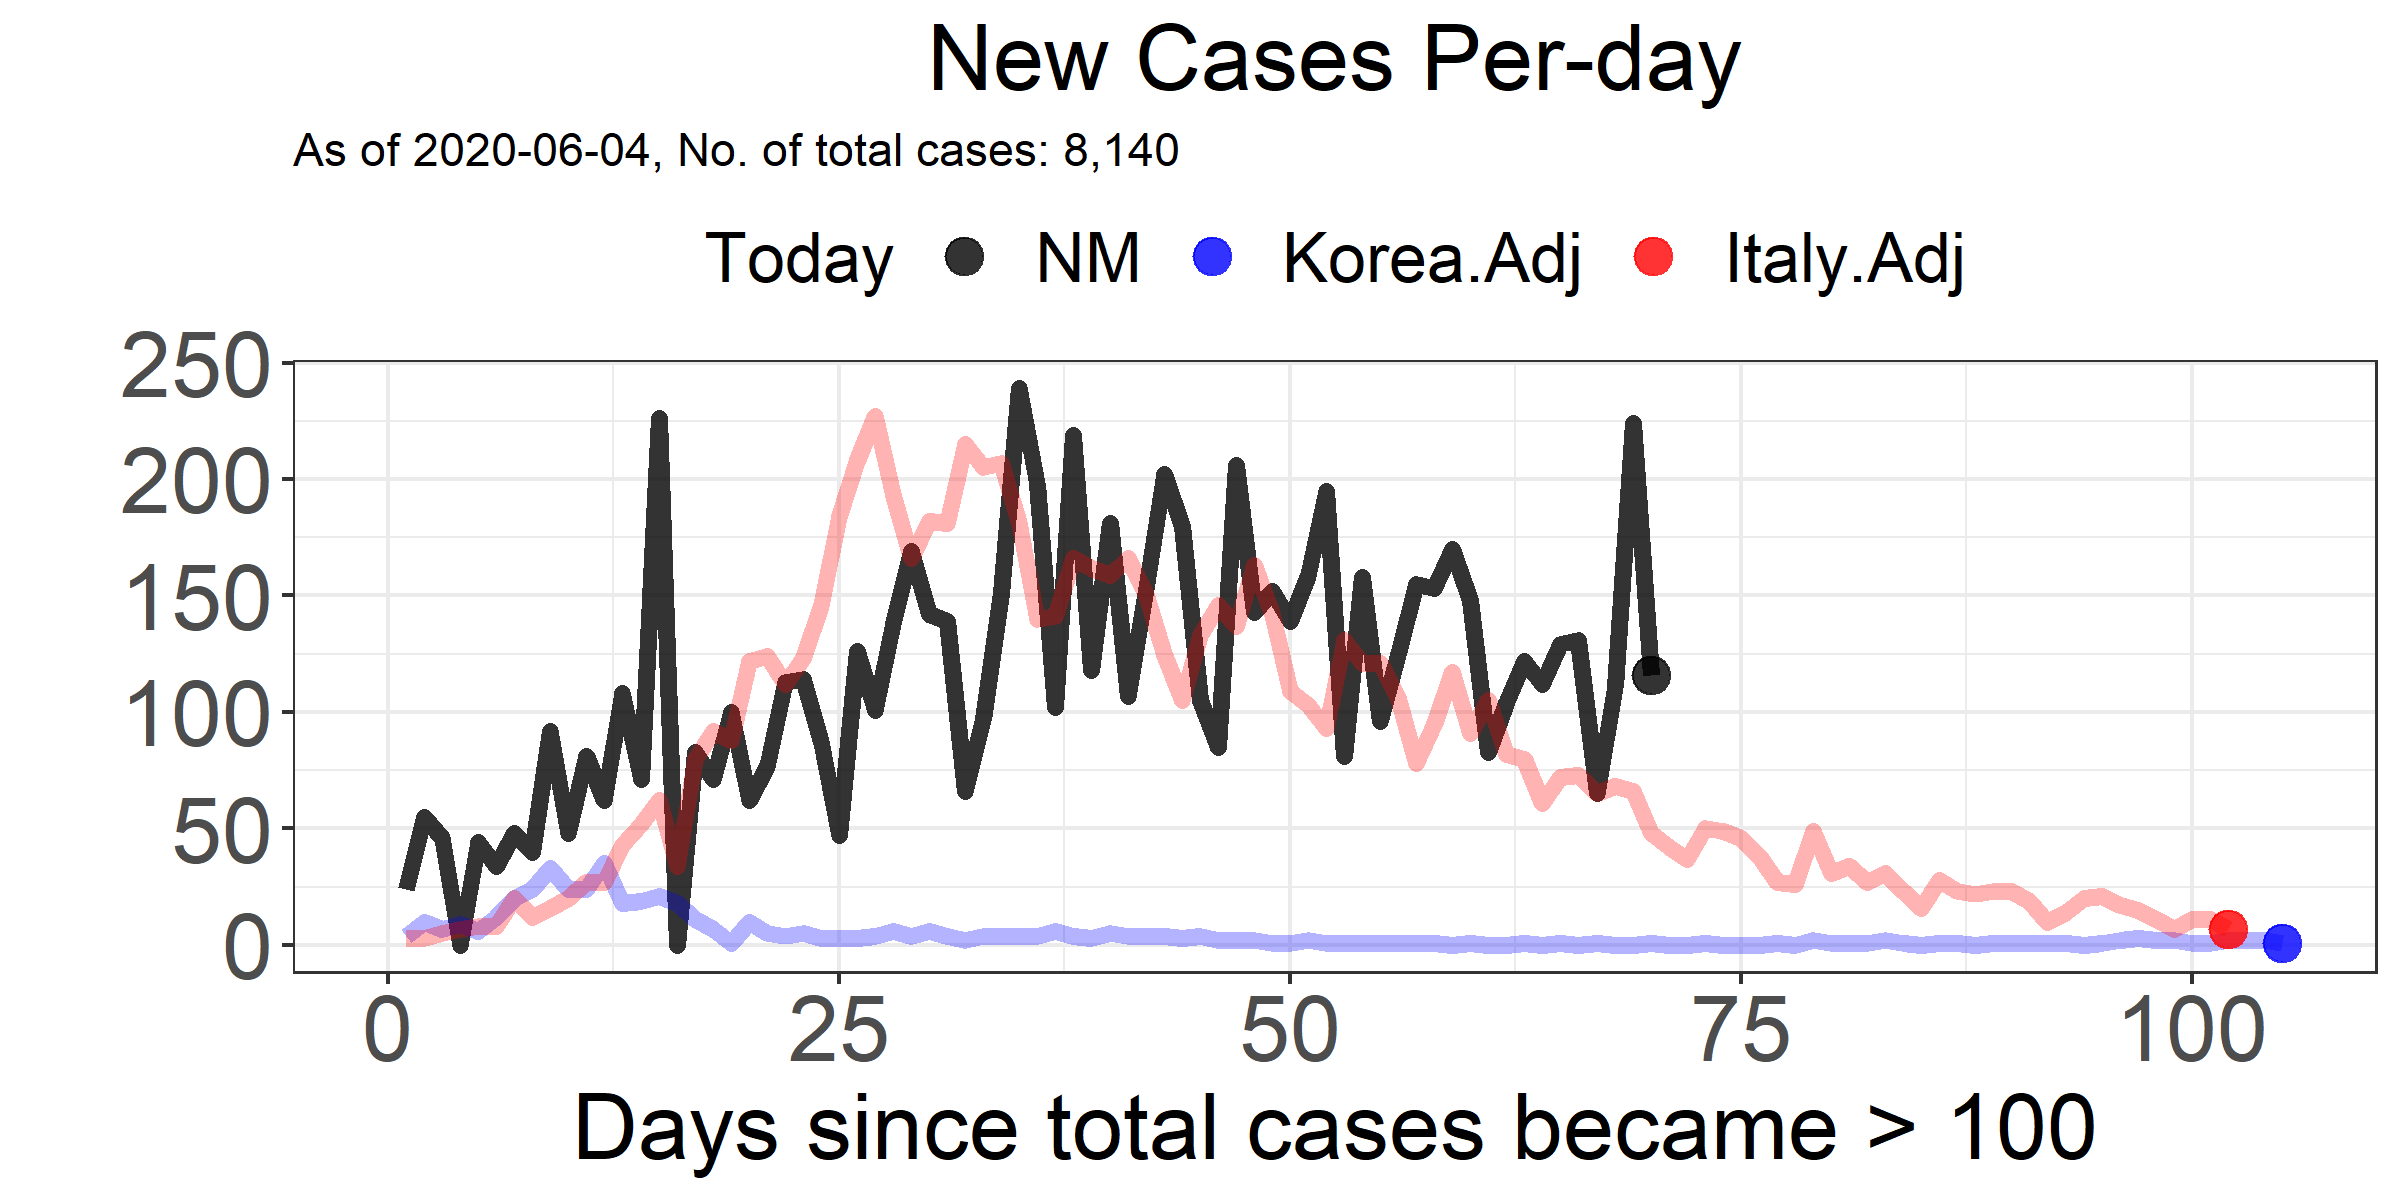 New Cases Per-day
As of 2020-06-04, No. of total cases: 8,140
Today NM Korea.Adj Italy.Adj
250
200
150
100
50
0
0 25 50 75 100
Days since total cases became > 100